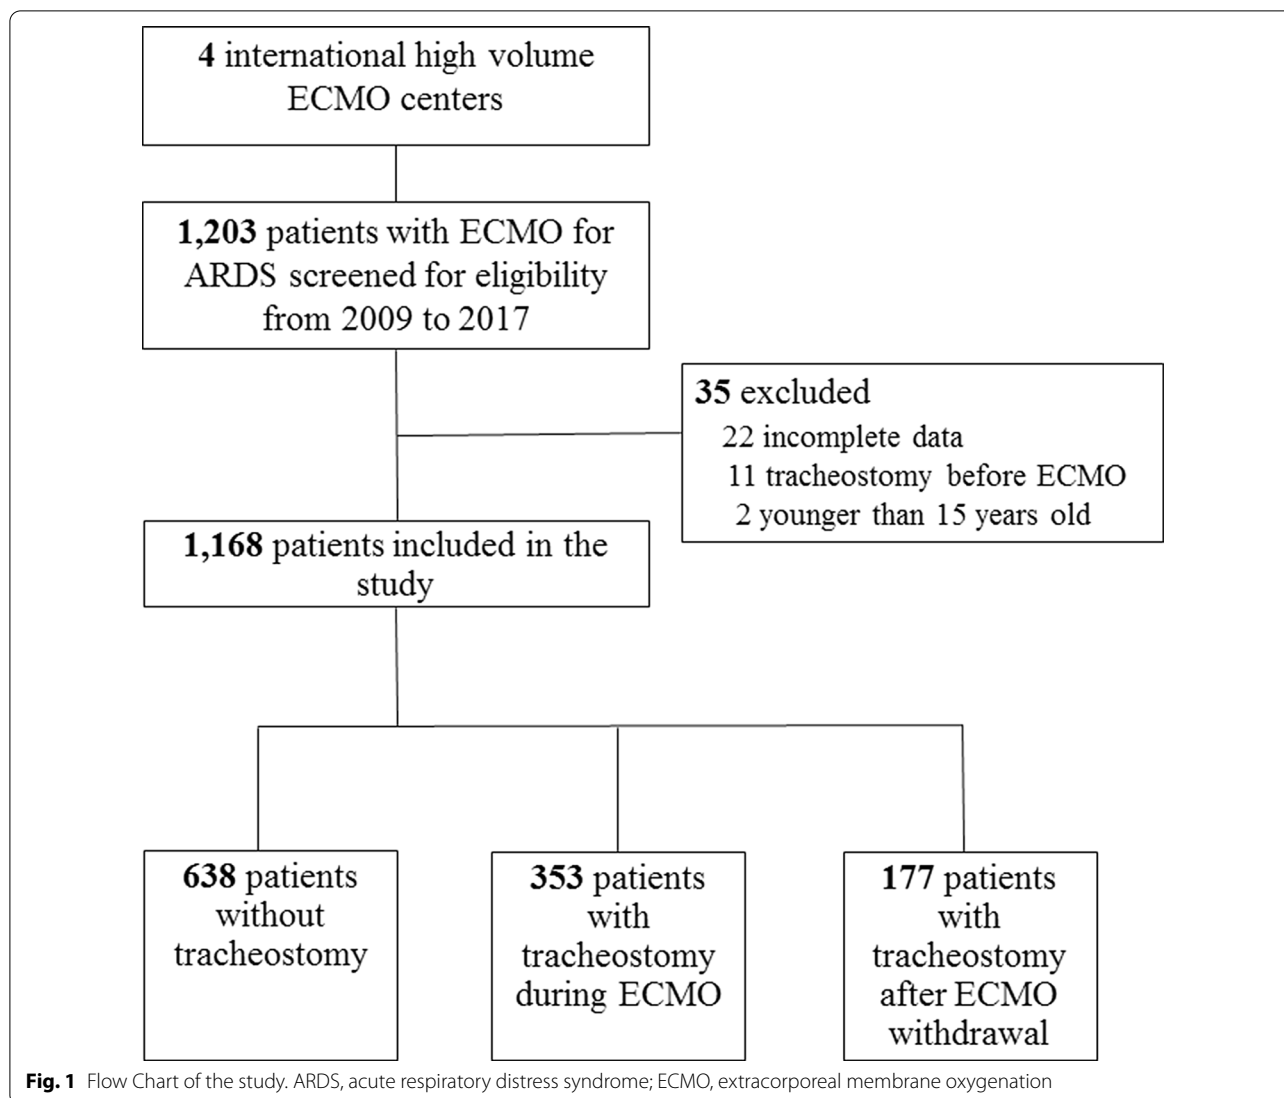 4 international high volume
ECMO centers
1,203 patients with ECMO for
ARDS screened for eligibility
from 2009 to 2017
35 excluded
22 incomplete data
11 tracheostomy before ECMO
2 younger than 15 years old
1,168 patients included in the
study
638 patients
without
tracheostomy
353 patients
with
tracheostomy
during ECMO
177 patients
with
tracheostomy
after ECMO
withdrawal
Fig. 1 Flow Chart of the study. ARDS, acute respiratory distress syndrome; ECMO, extracorporeal membrane oxygenation